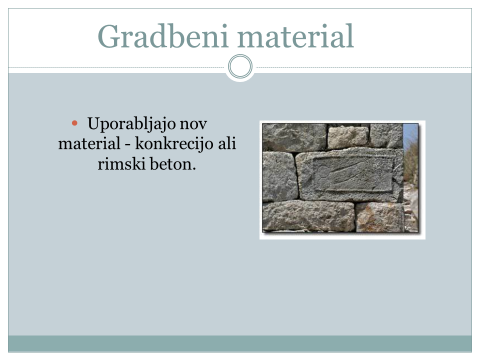 Gradbeni material
Uporabljajo nov
material - konkrecijo ali
rimski beton.